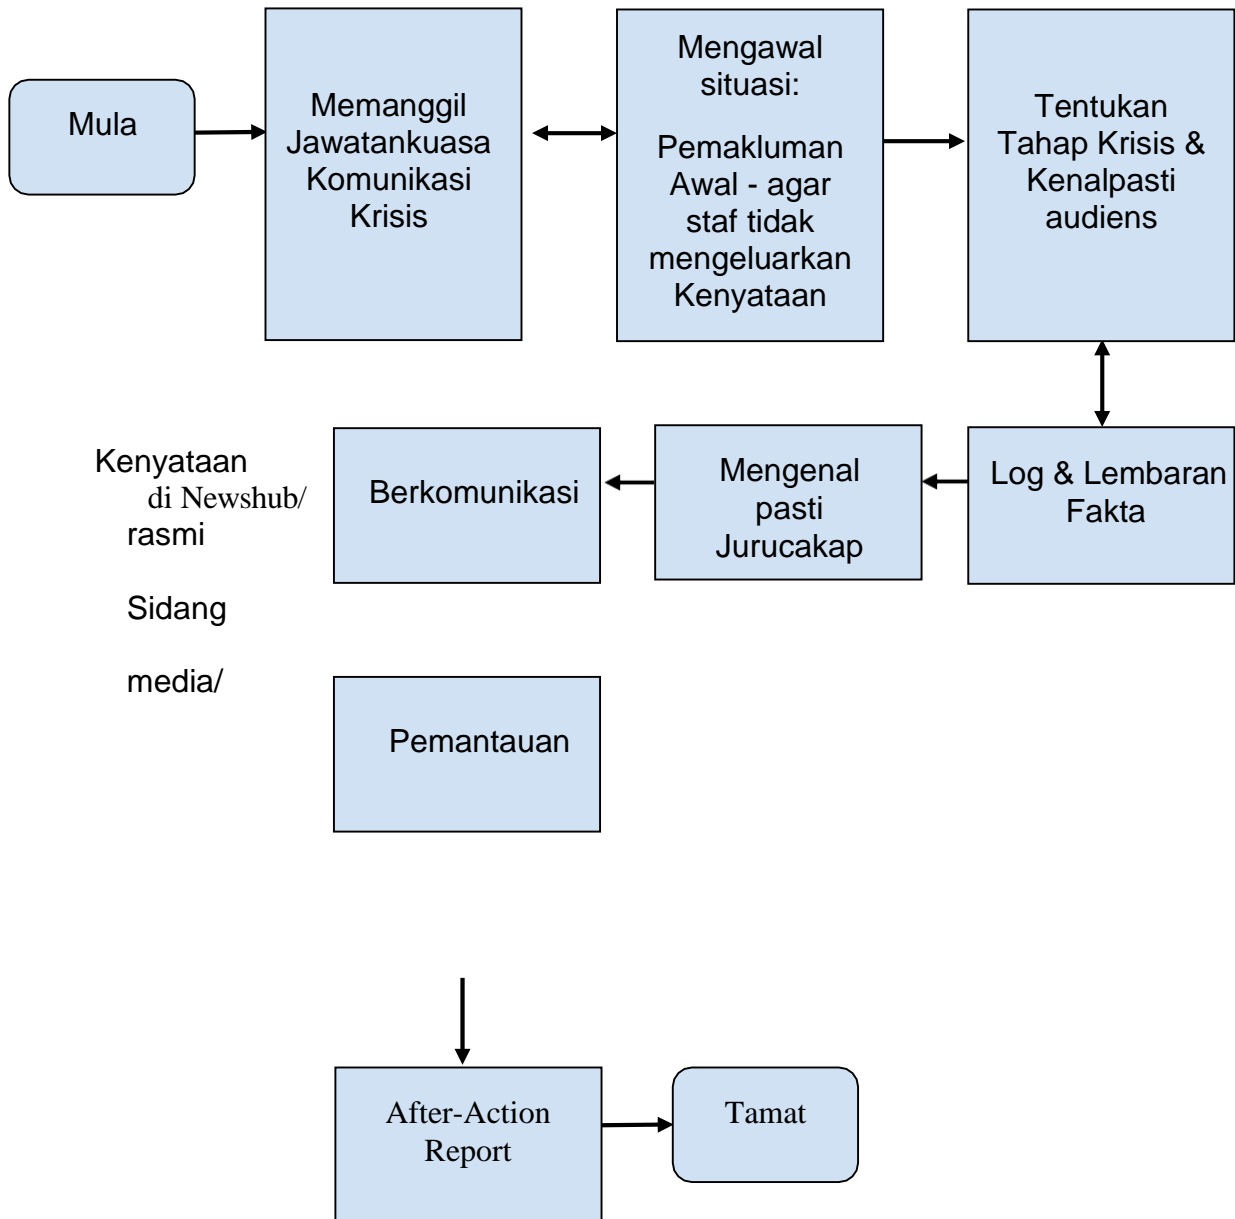 Mula
Memanggil
Jawatankuasa
Komunikasi
Krisis
Mengawal
situasi:
Pemakluman
Awal - agar
staf tidak
mengeluarkan
Kenyataan
Tentukan
Tahap Krisis &
Kenalpasti
audiens
Log & Lembaran
Fakta
Mengenal
pasti
Jurucakap
Berkomunikasi
Kenyataan
di Newshub/
rasmi
Sidang
media/
Pemantauan
After-Action
Report
Tamat